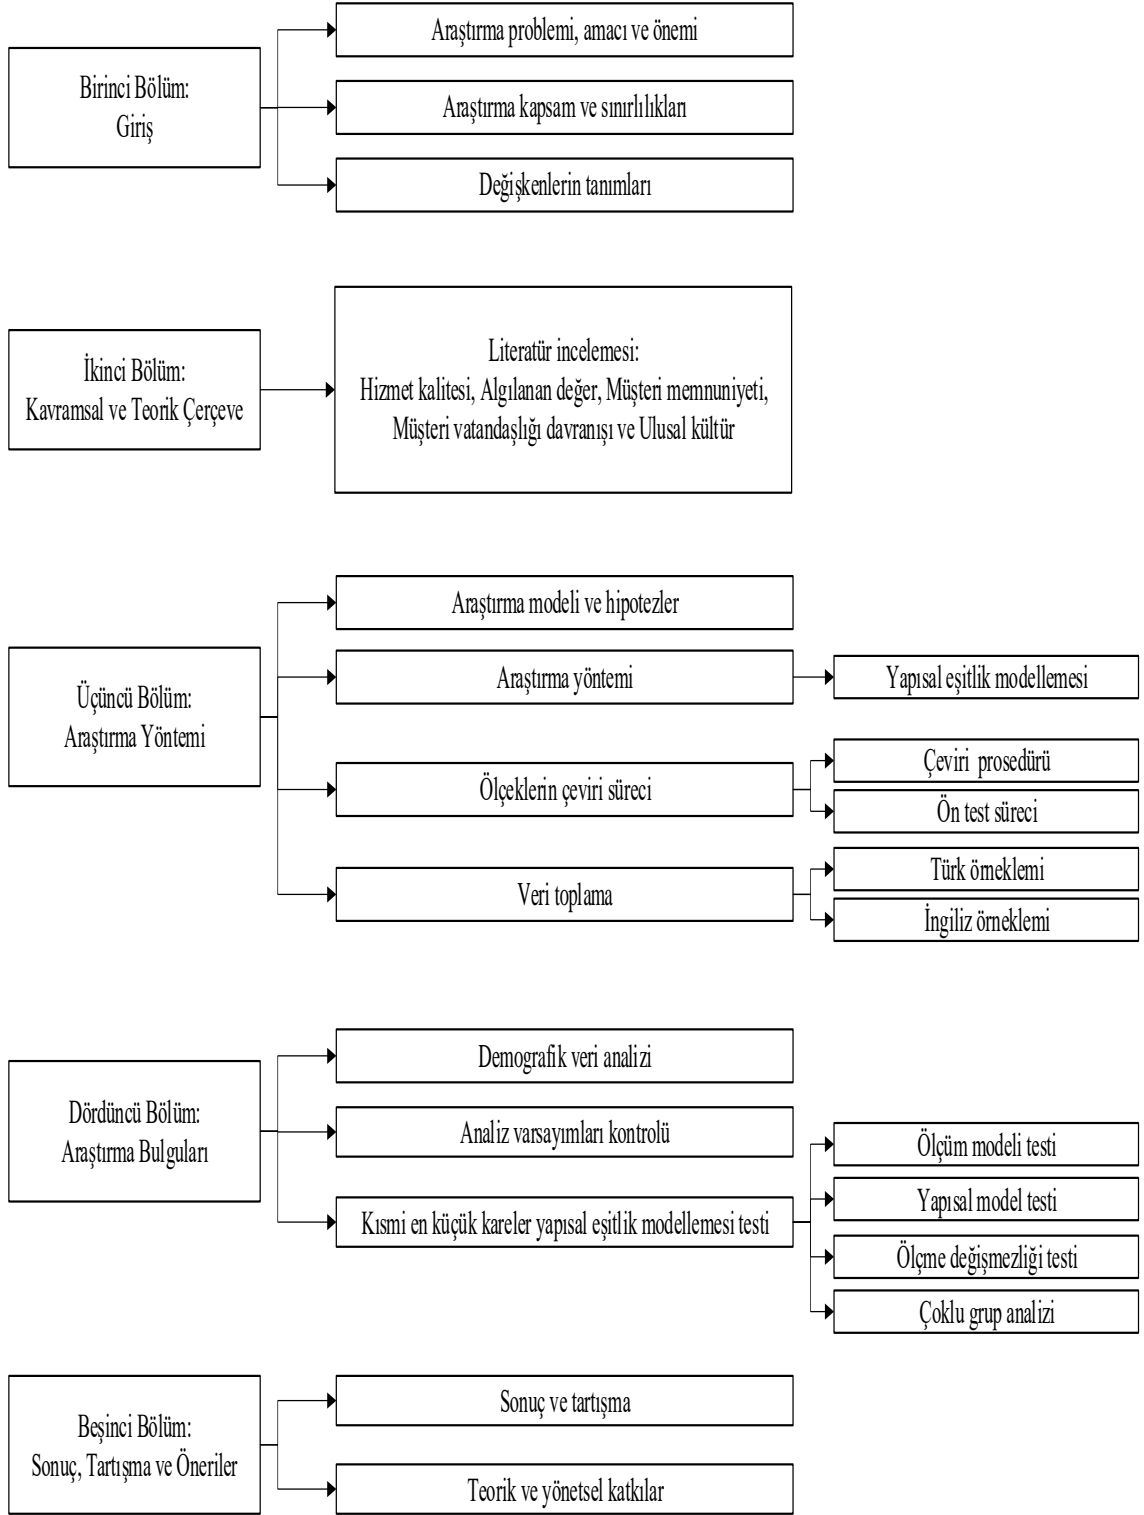 Birinci Bölüm:
Giriş
Araştırma problemi, amacı ve önemi
Araştırma kapsam ve sınırlılıkları
Değişkenlerin tanımları
İkinci Bölüm:
Kavramsal ve Teorik Çerçeve
Literatür incelemesi:
Hizmet kalitesi, Algılanan değer, Müşteri memnuniyeti,
Müşteri vatandaşlığı davranışı ve Ulusal kültür
Üçüncü Bölüm:
Araştırma Yöntemi
Araştırma modeli ve hipotezler
Araştırma yöntemi
Yapısal eşitlik modellemesi
Ölçeklerin çeviri süreci
Çeviri prosedürü
Ön test süreci
Veri toplama
Türk örneklemi
İngiliz örneklemi
Dördüncü Bölüm:
Araştırma Bulguları
Demografik veri analizi
Analiz varsayımları kontrolü
Kısmi en küçük kareler yapısal eşitlik modellemesi testi
Ölçüm modeli testi
Yapısal model testi
Ölçme değişmezliği testi
Çoklu grup analizi
Beşinci Bölüm:
Sonuç, Tartışma ve Öneriler
Sonuç ve tartışma
Teorik ve yönetsel katkılar